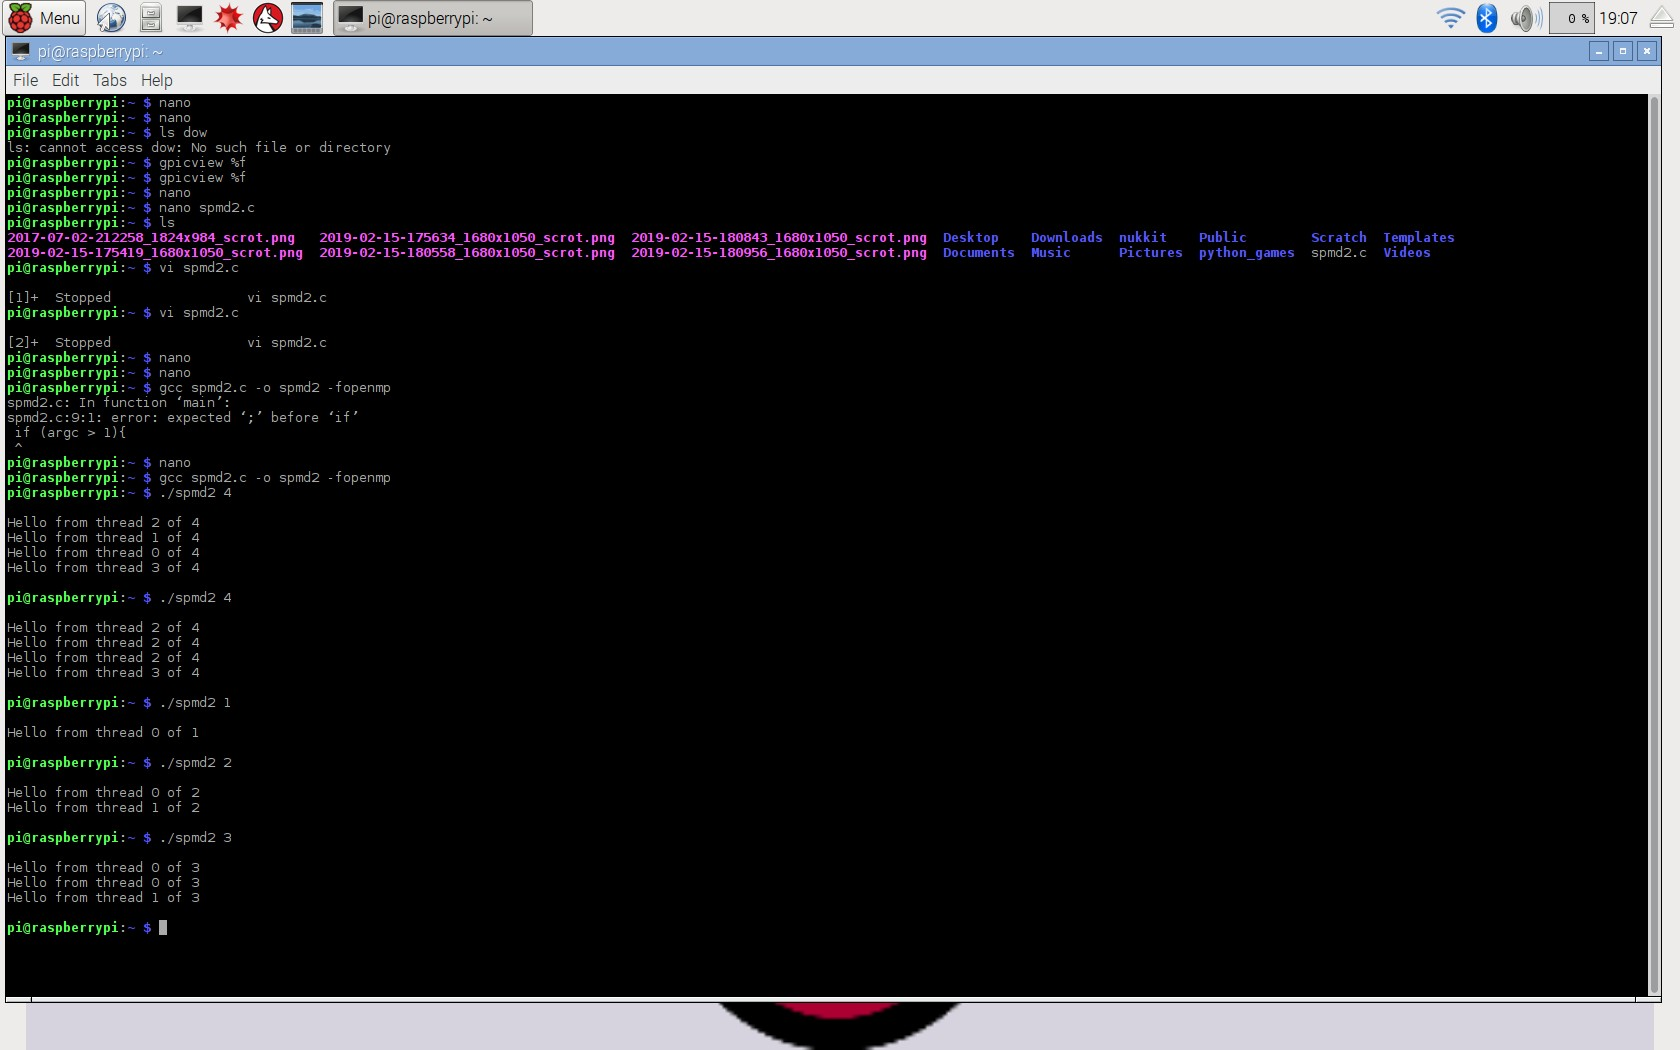 Menu pi@raspberrypi: ~ 0 % 19:07
pi@raspberrypi: ~
File Edit Tabs Help
pi@raspberrypi:~ $ nano
pi@raspberrypi:~ $ nano
pi@raspberrypi:~ $ ls dow
ls: cannot access dow: No such file or directory
pi@raspberrypi:~ $ gpicview %f
pi@raspberrypi:~ $ gpicview %f
pi@raspberrypi:~ $ nano
pi@raspberrypi:~ $ nano spmd2.c
pi@raspberrypi:~ $ ls
2017-07-02-212258_1824x984_scrot.png 2019-02-15-175634_1680x1050_scrot.png 2019-02-15-180843_1680x1050_scrot.png Desktop Downloads nukkit Public Scratch Templates
2019-02-15-175419_1680x1050_scrot.png 2019-02-15-180558_1680x1050_scrot.png 2019-02-15-180956_1680x1050_scrot.png Documents Music Pictures python_games spmd2.c Videos
pi@raspberrypi:~ $ vi spmd2.c
[1]+ Stopped vi spmd2.c
pi@raspberrypi:~ $ vi spmd2.c
[2]+ Stopped vi spmd2.c
pi@raspberrypi:~ $ nano
pi@raspberrypi:~ $ nano
pi@raspberrypi:~ $ gcc spmd2.c -o spmd2 -fopenmp
spmd2.c: In function ‘main’:
spmd2.c:9:1: error: expected ‘;’ before ‘if’
if (argc > 1){
^
pi@raspberrypi:~ $ nano
pi@raspberrypi:~ $ gcc spmd2.c -o spmd2 -fopenmp
pi@raspberrypi:~ $ ./spmd2 4
Hello from thread 2 of 4
Hello from thread 1 of 4
Hello from thread 0 of 4
Hello from thread 3 of 4
pi@raspberrypi:~ $ ./spmd2 4
Hello from thread 2 of 4
Hello from thread 2 of 4
Hello from thread 2 of 4
Hello from thread 3 of 4
pi@raspberrypi:~ $ ./spmd2 1
Hello from thread 0 of 1
pi@raspberrypi:~ $ ./spmd2 2
Hello from thread 0 of 2
Hello from thread 1 of 2
pi@raspberrypi:~ $ ./spmd2 3
Hello from thread 0 of 3
Hello from thread 0 of 3
Hello from thread 1 of 3
pi@raspberrypi:~ $